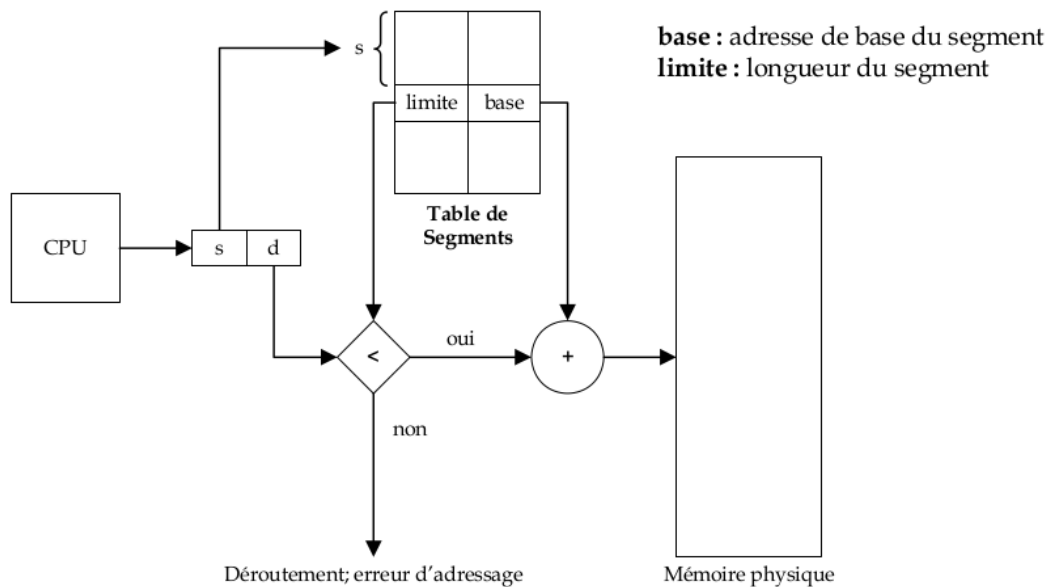 base : adresse de base du segment
limite : longueur du segment
s
limite base
Table de
Segments
CPU
s d
<
oui
+
non
Déroutement; erreur d'adressage
Mémoire physique